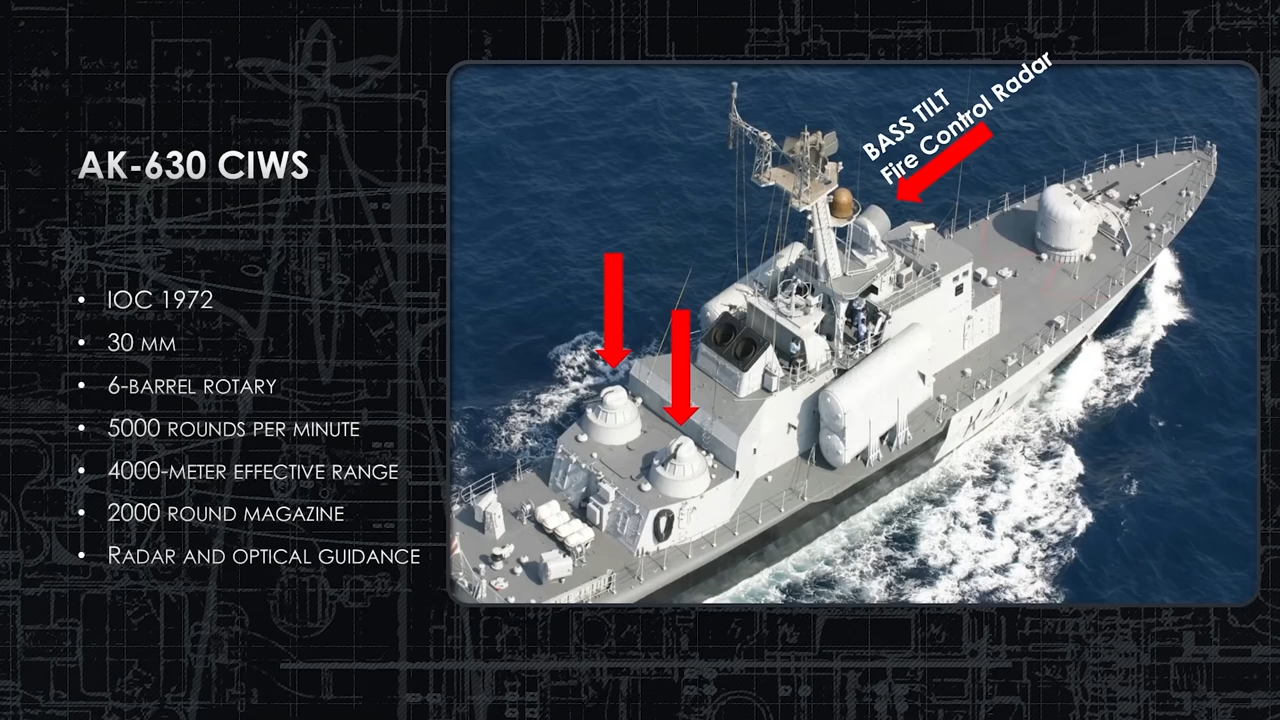 AK-630 CIWS
• IOC 1972
• 30 MM
• 6-BARREL ROTARY
• 5000 ROUNDS PER MINUTE
• 4000-METER EFFECTIVE RANGE
• 2000 ROUND MAGAZINE
• RADAR AND OPTICAL GUIDANCE
BASS TILT
Fire Control Radar